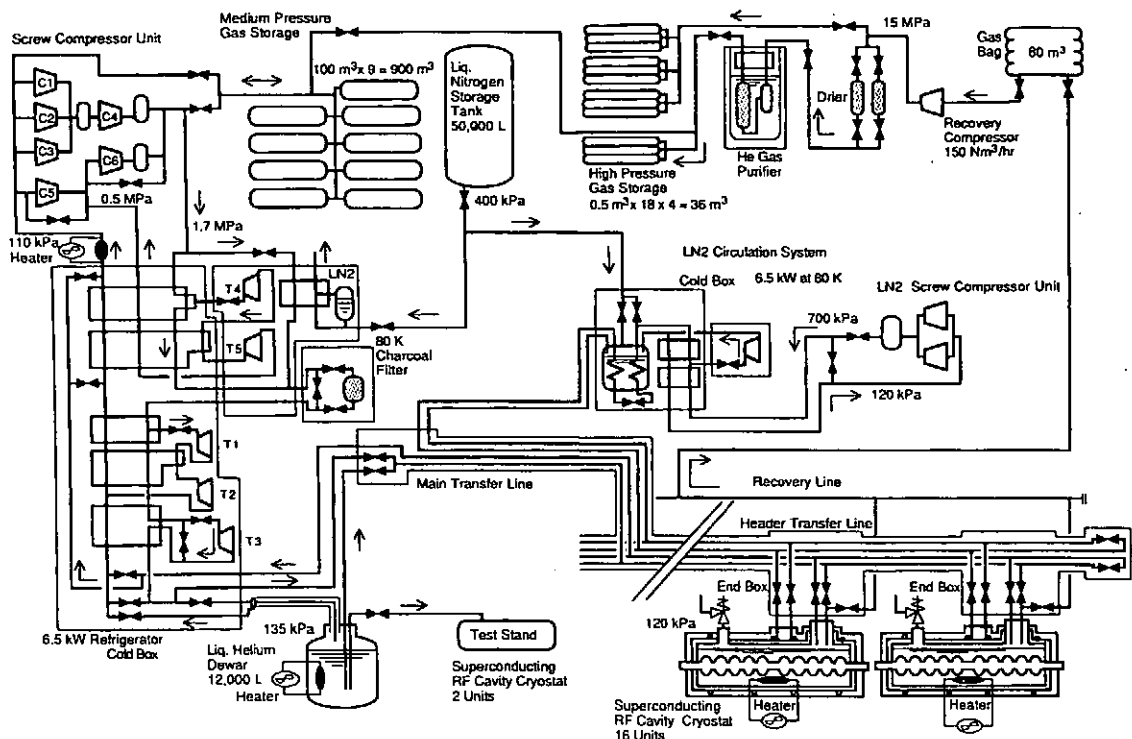 Medium Pressure
Gas Storage
Screw Compressor Unit
C1
C2
C3
C4
C6
C5
100 m³ x 9 = 900 m³
Liq.
Nitrogen
Storage
Tank
50,000 L
15 MPa
Gas
Bag
80 m³
Drier
Recovery
Compressor
150 Nm³/hr
He Gas
Purifier
High Pressure
Gas Storage
0.5 m³ x 18 x 4 = 36 m³
400 kPa
0.5 MPa
1.7 MPa
110 kPa
Heater
LN2
T4
T5
80 K
Charcoal
Filter
LN2 Circulation System
6.5 kW at 80 K
Cold Box
LN2 Screw Compressor Unit
700 kPa
120 kPa
T1
T2
T3
Main Transfer Line
Recovery Line
Header Transfer Line
6.5 kW Refrigerator
Cold Box
135 kPa
Liq. Helium
Dewar
12,000 L
Heater
Test Stand
Superconducting
RF Cavity Cryostat
2 Units
End Box
End Box
120 kPa
Heater
Heater
Superconducting
RF Cavity Cryostat
16 Units